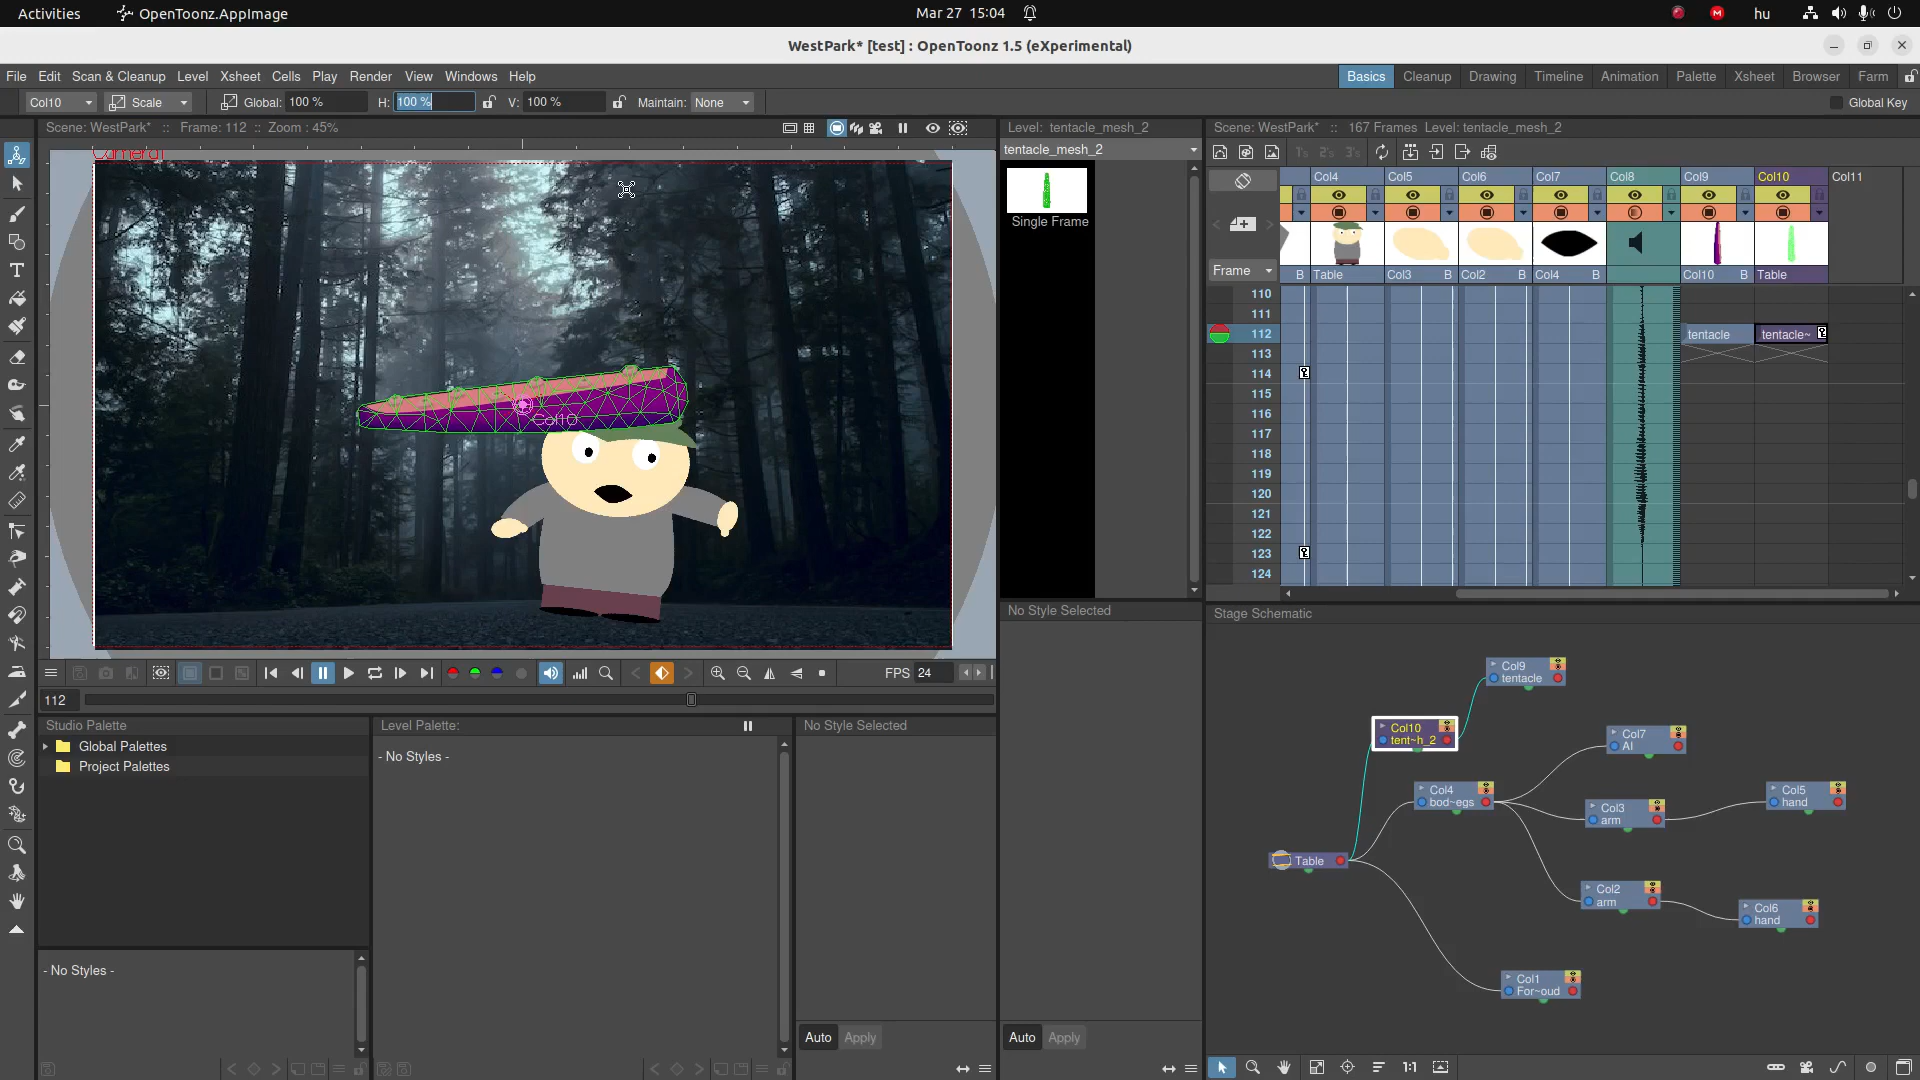 Activities
OpenToonz.AppImage
Mar 27 15:04
hu
WestPark* [test] : OpenToonz 1.5 (eXperimental)
File Edit Scan & Cleanup Level Xsheet Cells Play Render View Windows Help
Basics Cleanup Drawing Timeline Animation Palette Xsheet Browser Farm
Col10 Scale Global: 100 % H: 100 % V: 100 % Maintain: None
Global Key
Scene: WestPark* :: Frame: 112 :: Zoom : 45%
Level: tentacle_mesh_2
Scene: WestPark* :: 167 Frames Level: tentacle_mesh_2
tentacle_mesh_2
Single Frame
1's 2's 3's
Camera1
Col10
Col4 Col5 Col6 Col7 Col8 Col9 Col10 Col11
B Table Col3 B Col2 B Col4 B Col10 B Table
Frame
110
111
112 tentacle tentacle~
113
114
115
116
117
118
119
120
121
122
123
124
FPS 24
112
No Style Selected
Stage Schematic
Col9
tentacle
Col10
tent~h_2
Col7
AI
Col4
bod~egs
Col3
arm
Col5
hand
Table
Col2
arm
Col6
hand
Col1
For~oud
Studio Palette
Global Palettes
Project Palettes
Level Palette:
- No Styles -
No Style Selected
- No Styles -
Auto Apply
Auto Apply
1:1